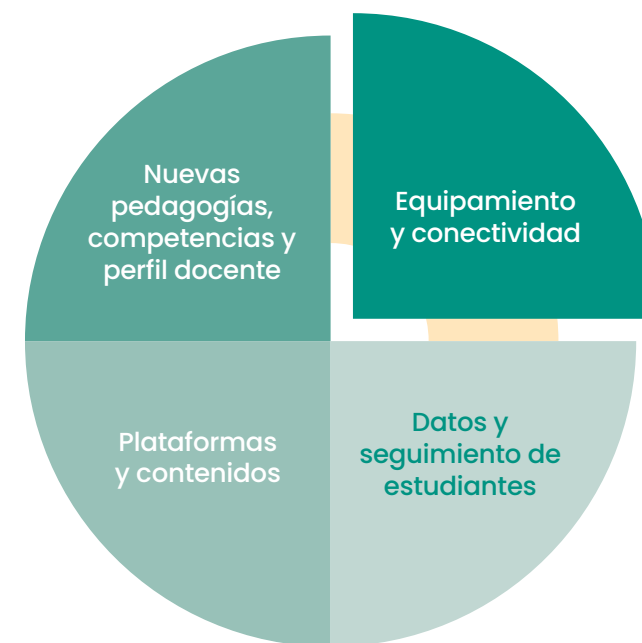 Nuevas
pedagogías,
competencias y
perfil docente
Equipamiento
y conectividad
Plataformas
y contenidos
Datos y
seguimiento de
estudiantes